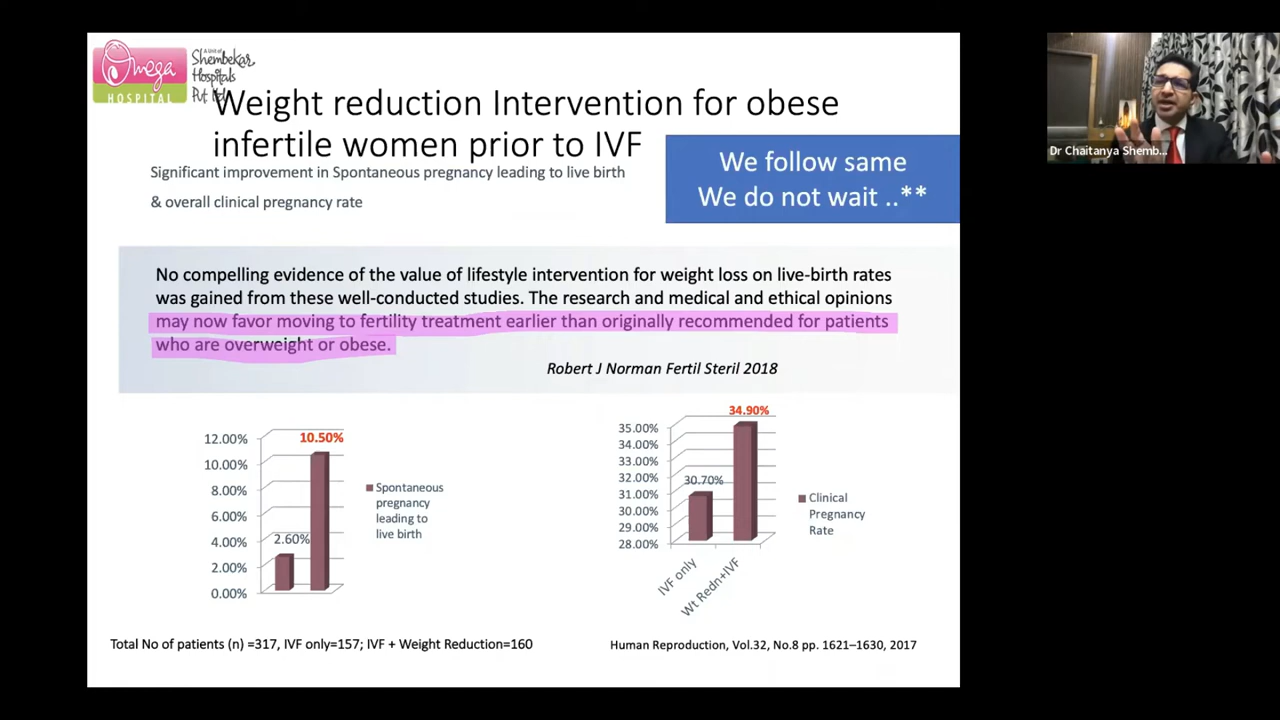 Omega
HOSPITAL
A Unit of
Shembekar
Hospitals
Pvt Ltd
Weight reduction Intervention for obese
infertile women prior to IVF
Significant improvement in Spontaneous pregnancy leading to live birth
& overall clinical pregnancy rate
We follow same
We do not wait ..**
No compelling evidence of the value of lifestyle intervention for weight loss on live-birth rates
was gained from these well-conducted studies. The research and medical and ethical opinions
may now favor moving to fertility treatment earlier than originally recommended for patients
who are overweight or obese.
Robert J Norman Fertil Steril 2018
12.00%
10.00%
8.00%
6.00%
4.00%
2.00%
0.00%
2.60%
10.50%
Spontaneous
pregnancy
leading to
live birth
35.00%
34.00%
33.00%
32.00%
31.00%
30.00%
29.00%
28.00%
30.70%
34.90%
IVF only
Wt Redn+IVF
Clinical
Pregnancy
Rate
Total No of patients (n) =317, IVF only=157; IVF + Weight Reduction=160
Human Reproduction, Vol.32, No.8 pp. 1621–1630, 2017
Dr Chaitanya Shemb...